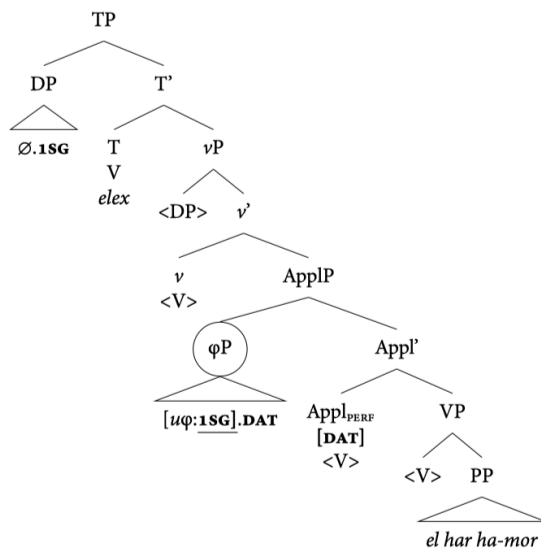 TP
DP T’
∅.1SG T vP
V
elex <DP> v’
v ApplP
<V>
φP Appl’
[uφ:1SG].DAT Appl_PERF VP
[DAT]
<V> <V> PP
el har ha-mor